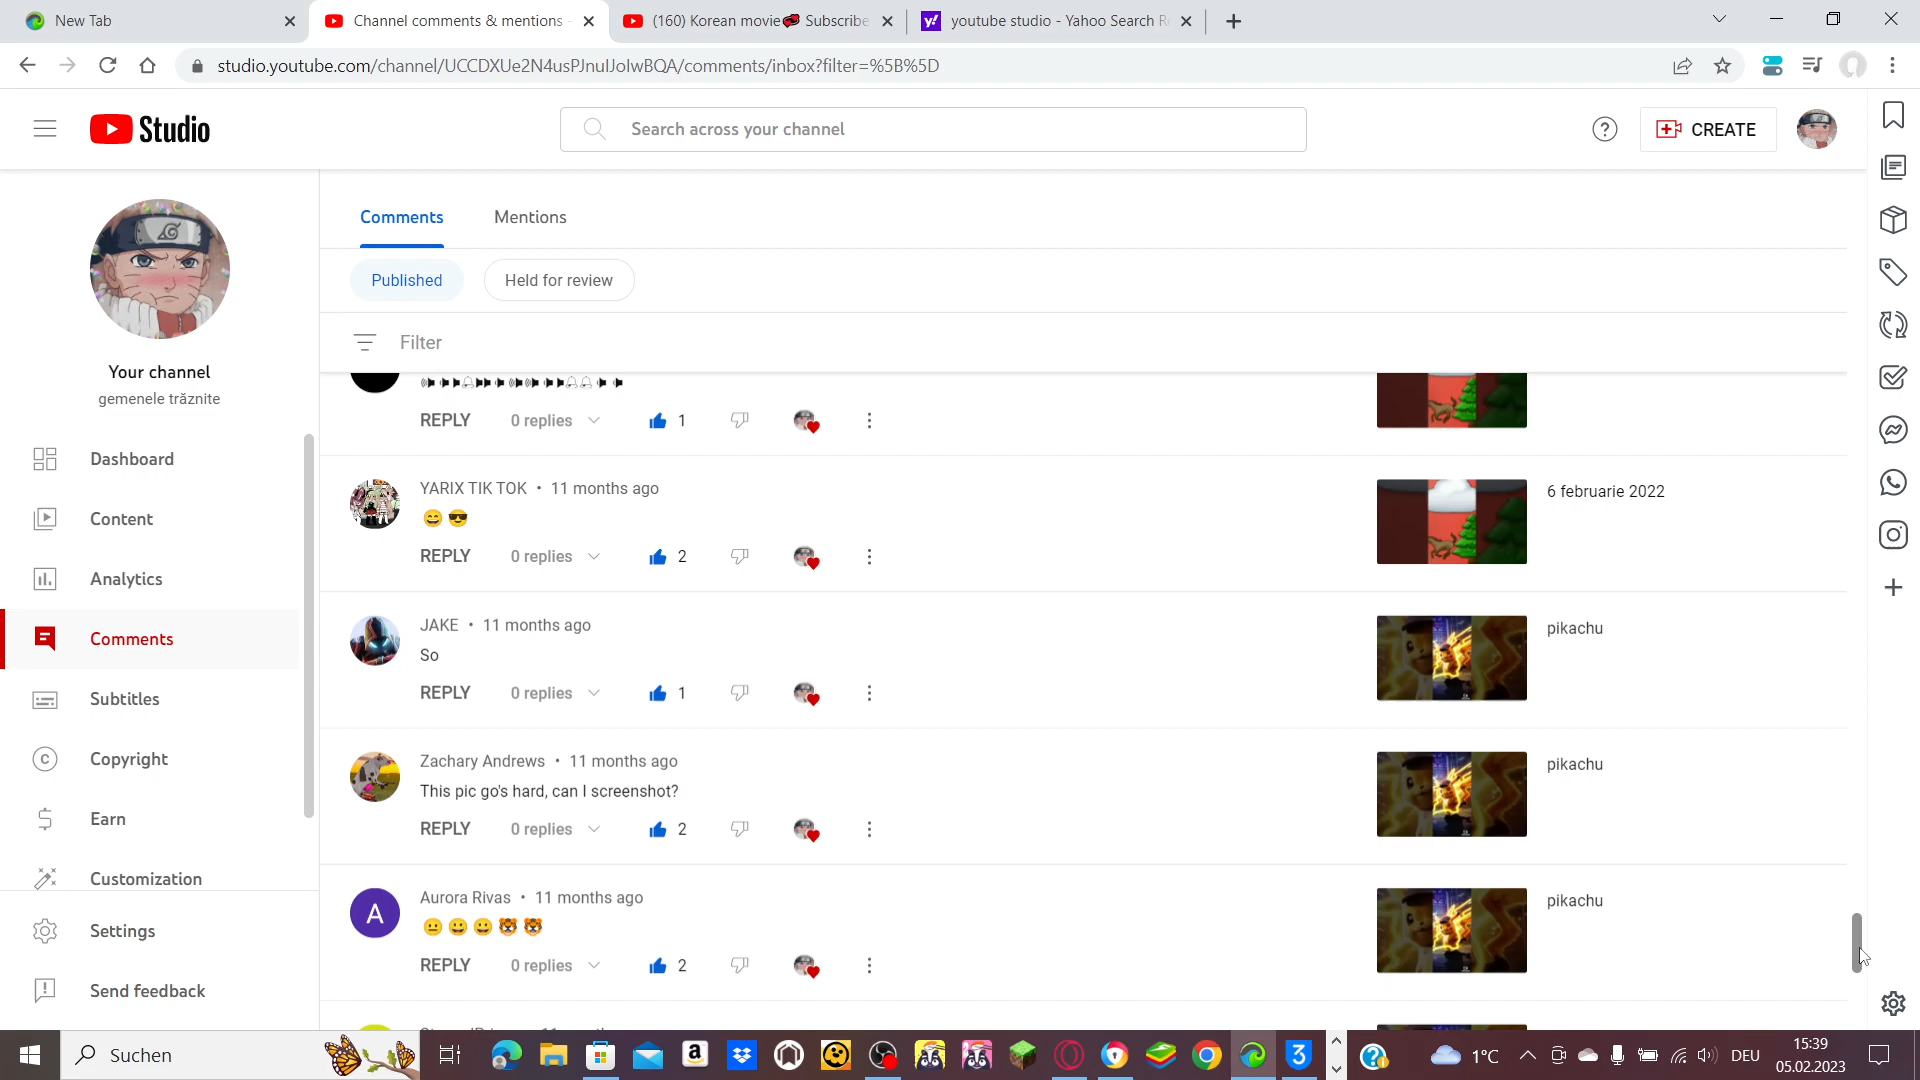 New Tab
Channel comments & mentions -
(160) Korean movie💋 Subscribe
youtube studio - Yahoo Search Re
studio.youtube.com/channel/UCCDXUe2N4usPJnulJolwBQA/comments/inbox?filter=%5B%5D
Studio
Search across your channel
CREATE
Your channel
gemenele trăznite
Dashboard
Content
Analytics
Comments
Subtitles
Copyright
Earn
Customization
Settings
Send feedback
Comments Mentions
Published Held for review
Filter
REPLY 0 replies 1
YARIX TIK TOK • 11 months ago
😄 😎
REPLY 0 replies 2
6 februarie 2022
JAKE • 11 months ago
So
REPLY 0 replies 1
pikachu
Zachary Andrews • 11 months ago
This pic go's hard, can I screenshot?
REPLY 0 replies 2
pikachu
A
Aurora Rivas • 11 months ago
😐 😀 😀 🐯 🐯
REPLY 0 replies 2
pikachu
Suchen
1°C
DEU
15:39
05.02.2023